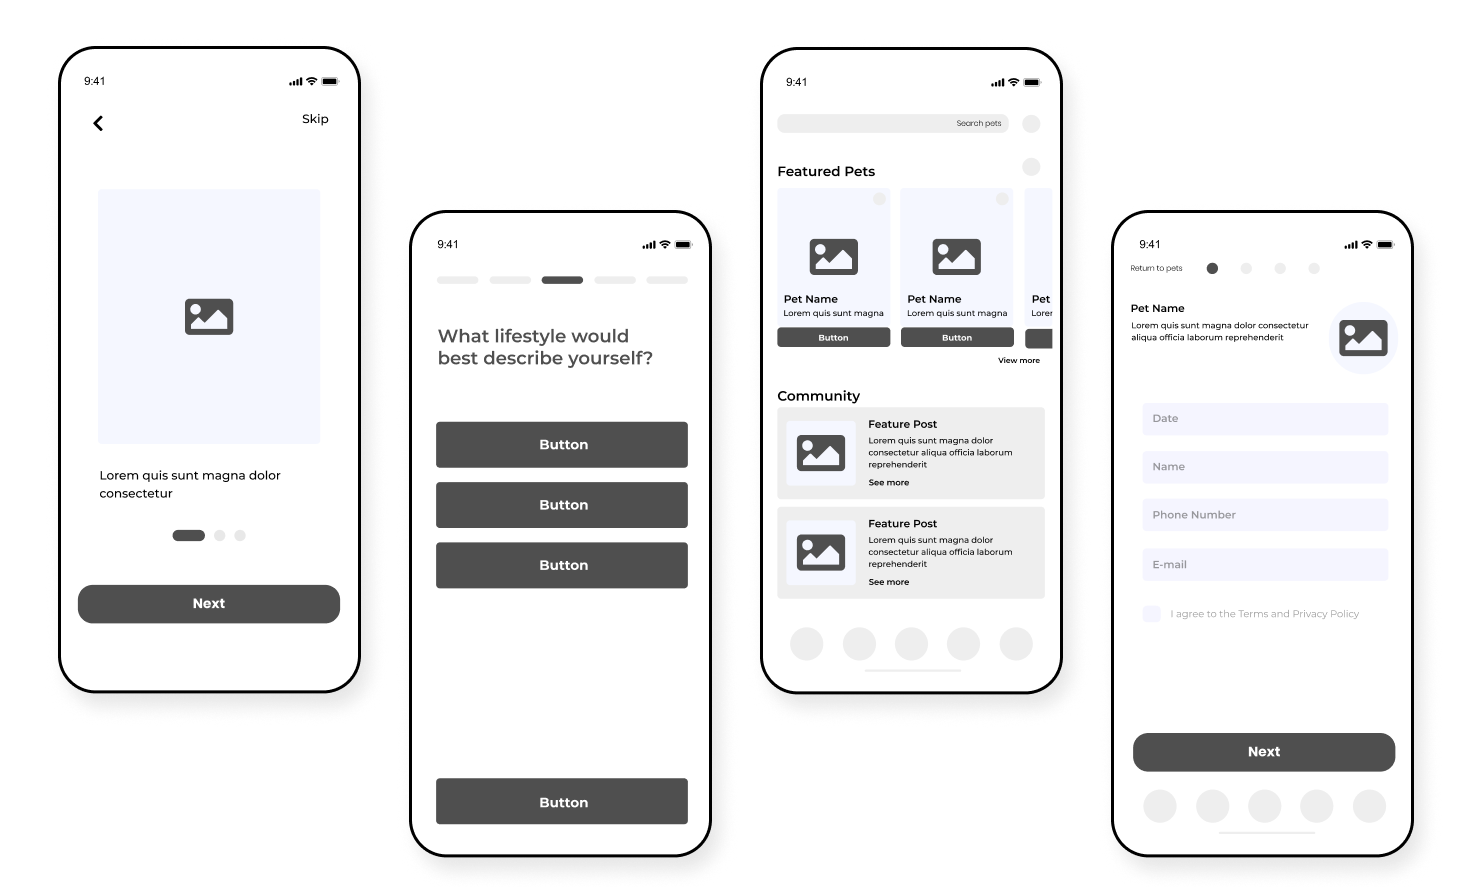 9:41
Skip
Lorem quis sunt magna dolor
consectetur
Next
9:41
What lifestyle would
best describe yourself?
Button
Button
Button
Button
9:41
Search pets
Featured Pets
Pet Name
Lorem quis sunt magna
Button
Pet Name
Lorem quis sunt magna
Button
Pet
Lorer
View more
Community
Feature Post
Lorem quis sunt magna dolor
consectetur aliqua officia laborum
reprehenderit
See more
Feature Post
Lorem quis sunt magna dolor
consectetur aliqua officia laborum
reprehenderit
See more
9:41
Return to pets
Pet Name
Lorem quis sunt magna dolor consectetur
aliqua officia laborum reprehenderit
Date
Name
Phone Number
E-mail
I agree to the Terms and Privacy Policy
Next